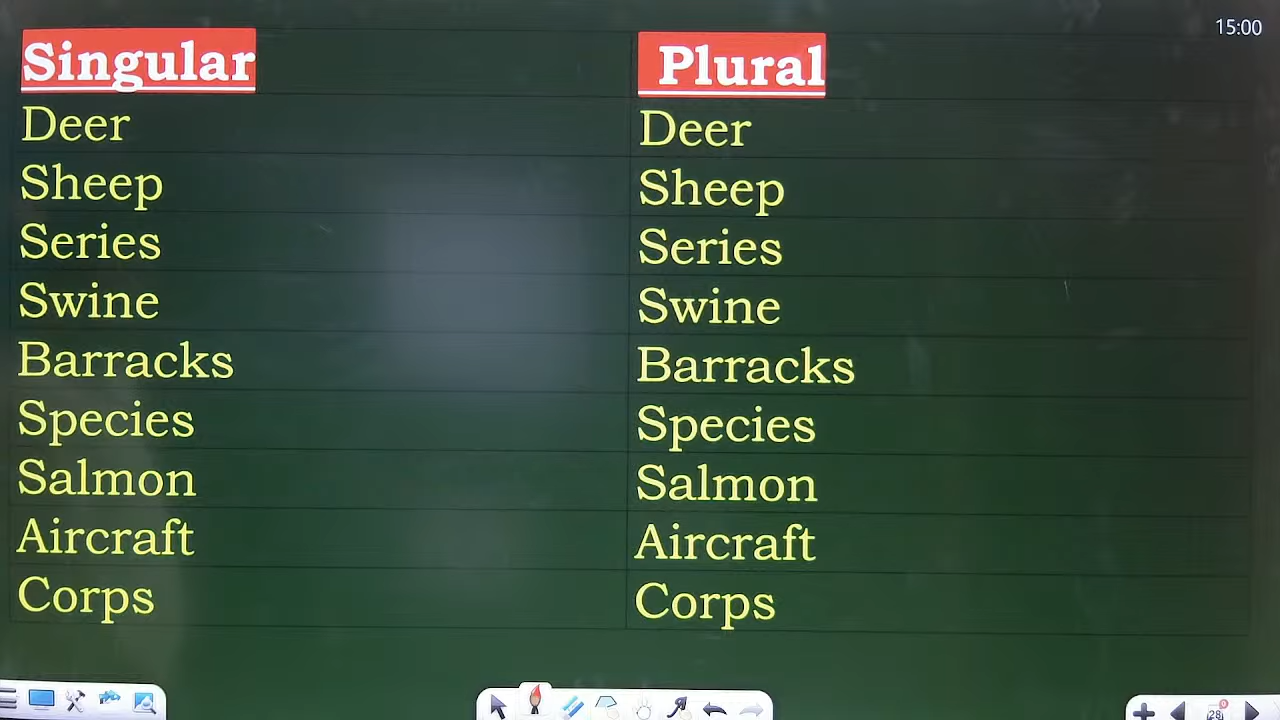 15:00
Singular Plural
Deer Deer
Sheep Sheep
Series Series
Swine Swine
Barracks Barracks
Species Species
Salmon Salmon
Aircraft Aircraft
Corps Corps
29